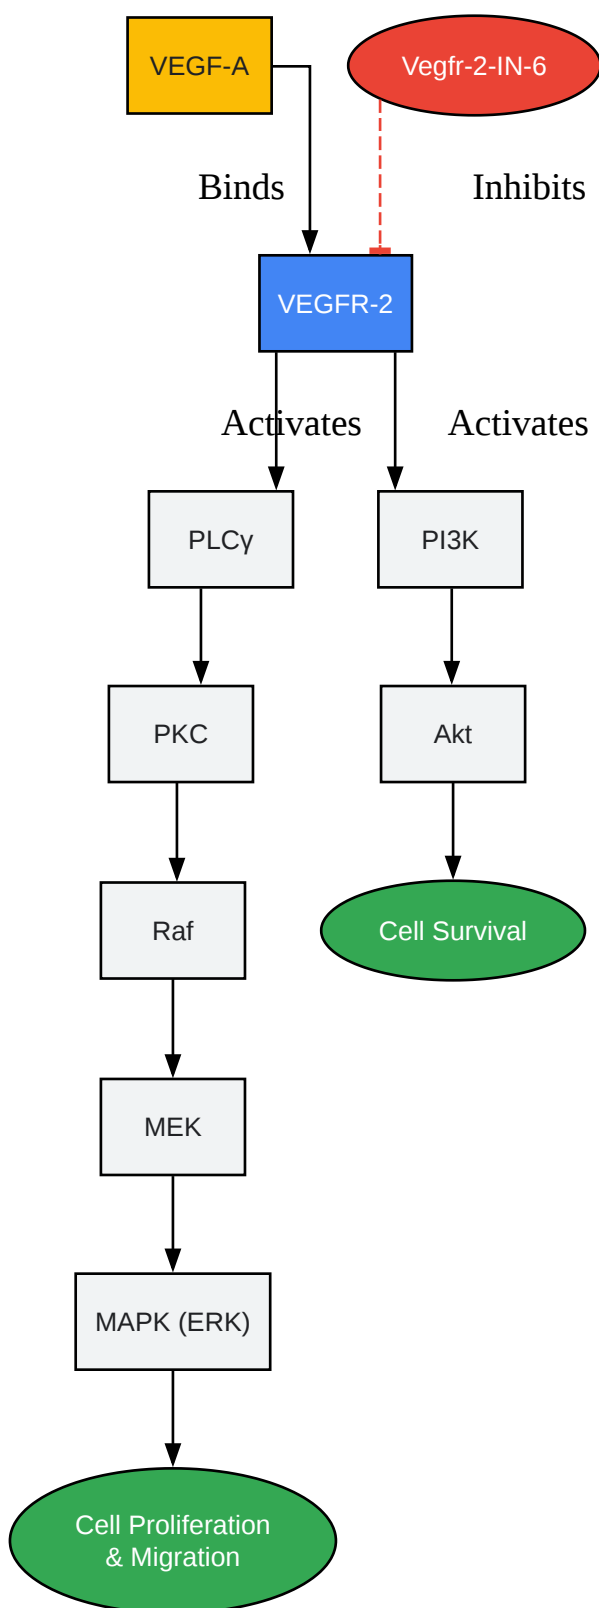 VEGF-A
Vegfr-2-IN-6
Binds
Inhibits
VEGFR-2
Activates
Activates
PLCγ
PI3K
PKC
Akt
Raf
Cell Survival
MEK
MAPK (ERK)
Cell Proliferation
& Migration